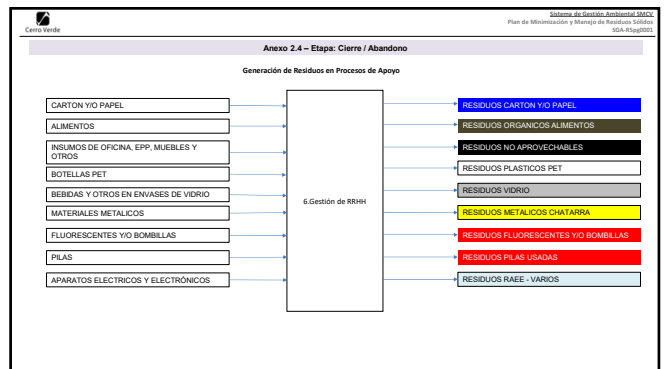 Cerro Verde
Sistema de Gestión Ambiental SMCV
Plan de Minimización y Manejo de Residuos Sólidos
SGA-RSpg0001
Anexo 2.4 – Etapa: Cierre / Abandono
Generación de Residuos en Procesos de Apoyo
CARTON Y/O PAPEL
ALIMENTOS
INSUMOS DE OFICINA, EPP, MUEBLES Y
OTROS
BOTELLAS PET
BEBIDAS Y OTROS EN ENVASES DE VIDRIO
MATERIALES METALICOS
FLUORESCENTES Y/O BOMBILLAS
PILAS
APARATOS ELECTRICOS Y ELECTRÓNICOS
6.Gestión de RRHH
RESIDUOS CARTON Y/O PAPEL
RESIDUOS ORGANICOS ALIMENTOS
RESIDUOS NO APROVECHABLES
RESIDUOS PLASTICOS PET
RESIDUOS VIDRIO
RESIDUOS METALICOS CHATARRA
RESIDUOS FLUORESCENTES Y/O BOMBILLAS
RESIDUOS PILAS USADAS
RESIDUOS RAEE - VARIOS